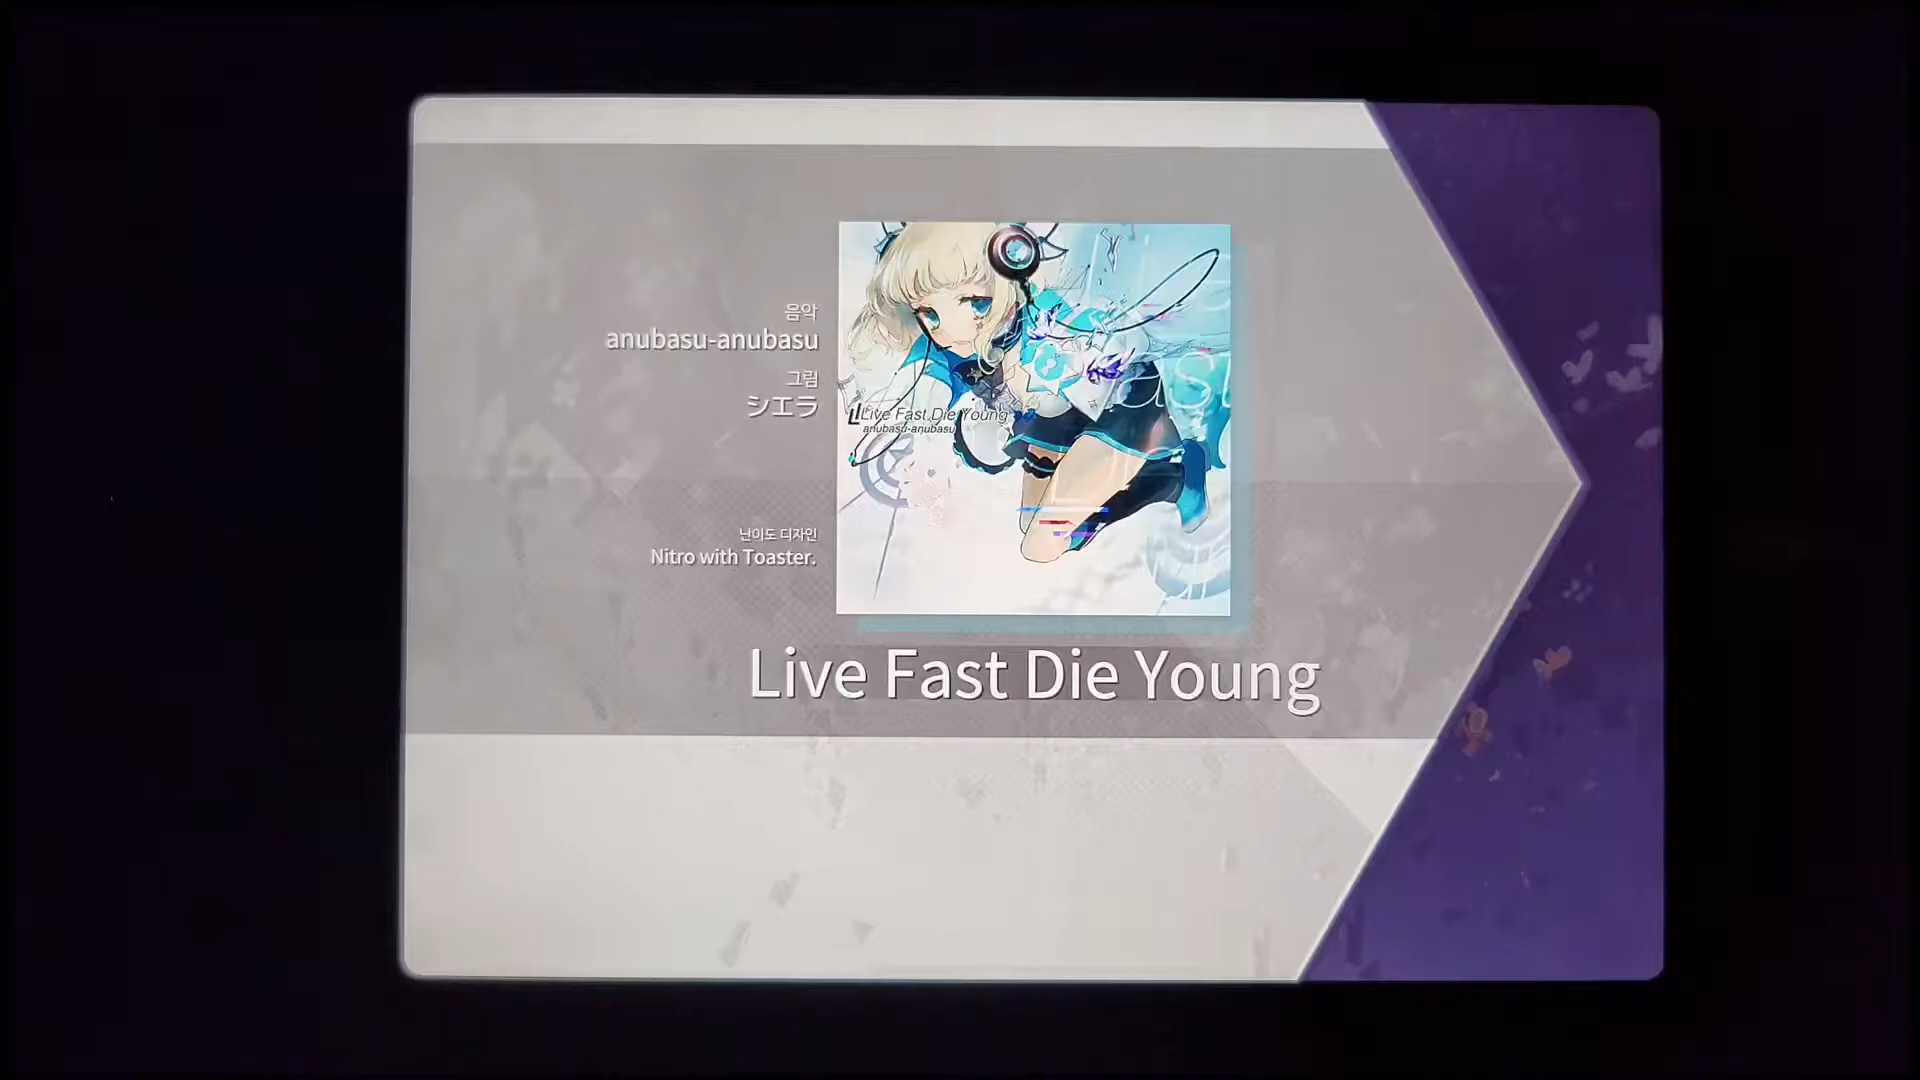 음악
anubasu-anubasu
그림
シエラ
Live Fast Die Young
anubasu-anubasu
난이도 디자인
Nitro with Toaster.
Live Fast Die Young